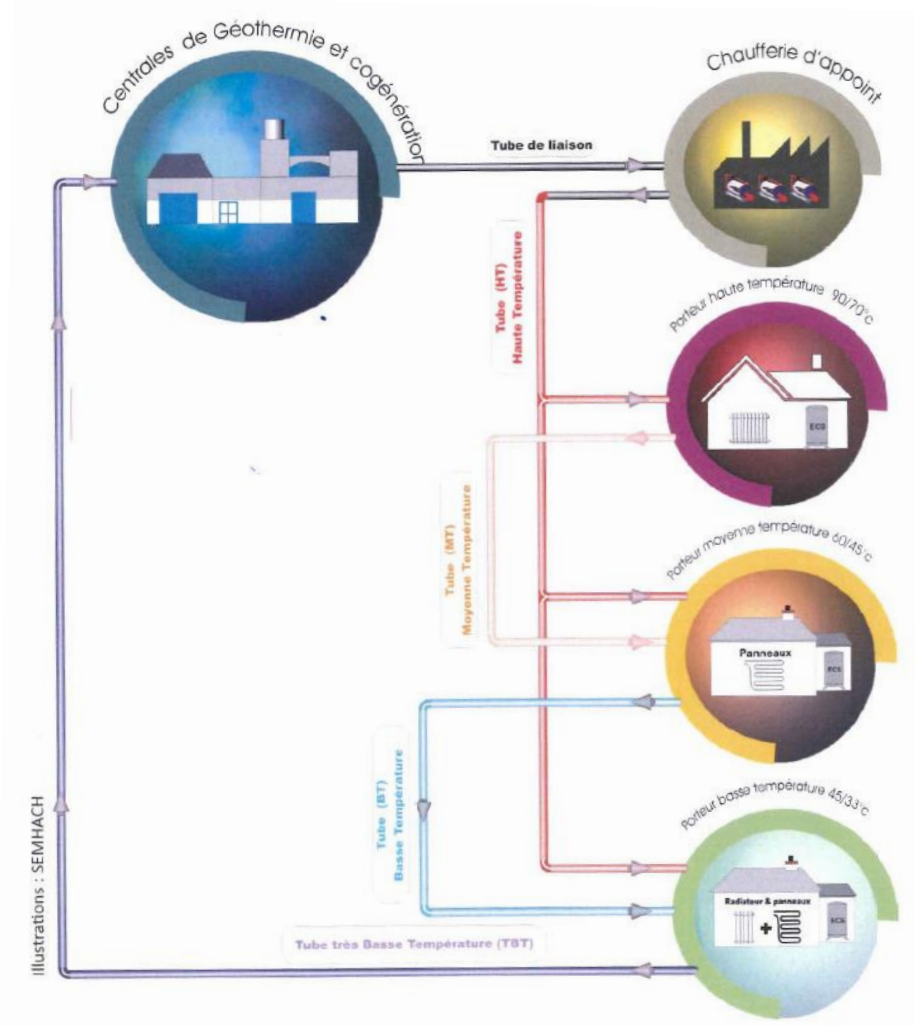 Centrales de Géothermie et cogénération
Chaufferie d'appoint
Tube de liaison
Tube (HT)
Haute Température
Porteur haute température 90/70°c
ECS
Tube (MT)
Moyenne Température
Porteur moyenne température 60/45°c
Panneaux
ECS
Tube (BT)
Basse Température
Porteur basse température 45/33°c
Radiateur & panneaux
+
ECS
Tube très Basse Température (TBT)
Illustrations : SEMHACH